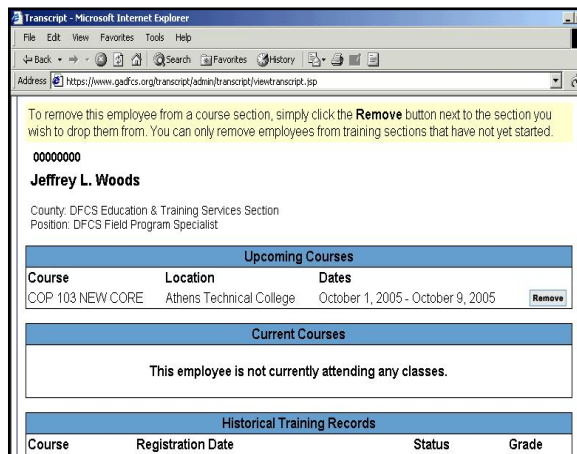 Transcript - Microsoft Internet Explorer
File Edit View Favorites Tools Help
Back Search Favorites History
Address https://www.gadfcs.org/transcript/admin/transcript/viewtranscript.jsp
To remove this employee from a course section, simply click the Remove button next to the section you
wish to drop them from. You can only remove employees from training sections that have not yet started.
00000000
Jeffrey L. Woods
County: DFCS Education & Training Services Section
Position: DFCS Field Program Specialist
Upcoming Courses
Course Location Dates
COP 103 NEW CORE Athens Technical College October 1, 2005 - October 9, 2005 Remove
Current Courses
This employee is not currently attending any classes.
Historical Training Records
Course Registration Date Status Grade